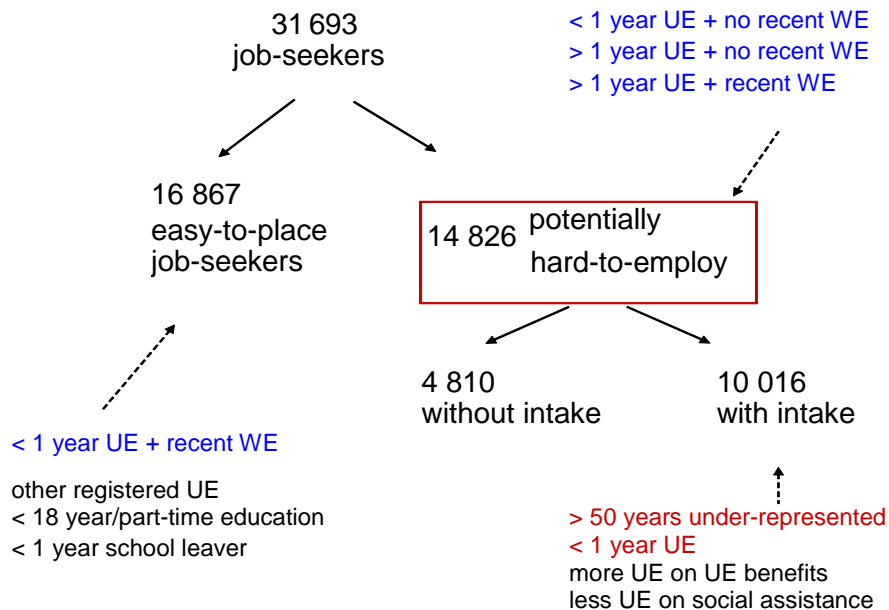 31 693
job-seekers
< 1 year UE + no recent WE
> 1 year UE + no recent WE
> 1 year UE + recent WE
16 867
easy-to-place
job-seekers
14 826 potentially
hard-to-employ
4 810
without intake
10 016
with intake
< 1 year UE + recent WE
other registered UE
< 18 year/part-time education
< 1 year school leaver
> 50 years under-represented
< 1 year UE
more UE on UE benefits
less UE on social assistance